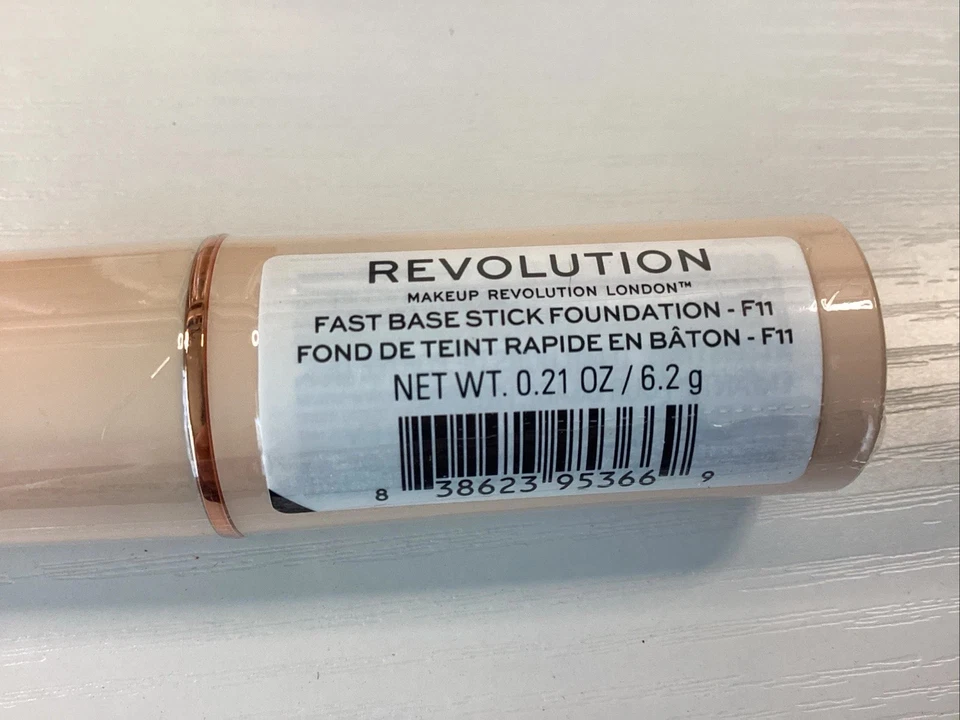 REVOLUTION
MAKEUP REVOLUTION LONDON™
FAST BASE STICK FOUNDATION - F11
FOND DE TEINT RAPIDE EN BÂTON - F11
NET WT. 0.21 OZ / 6.2 g
8 38623 95366 9